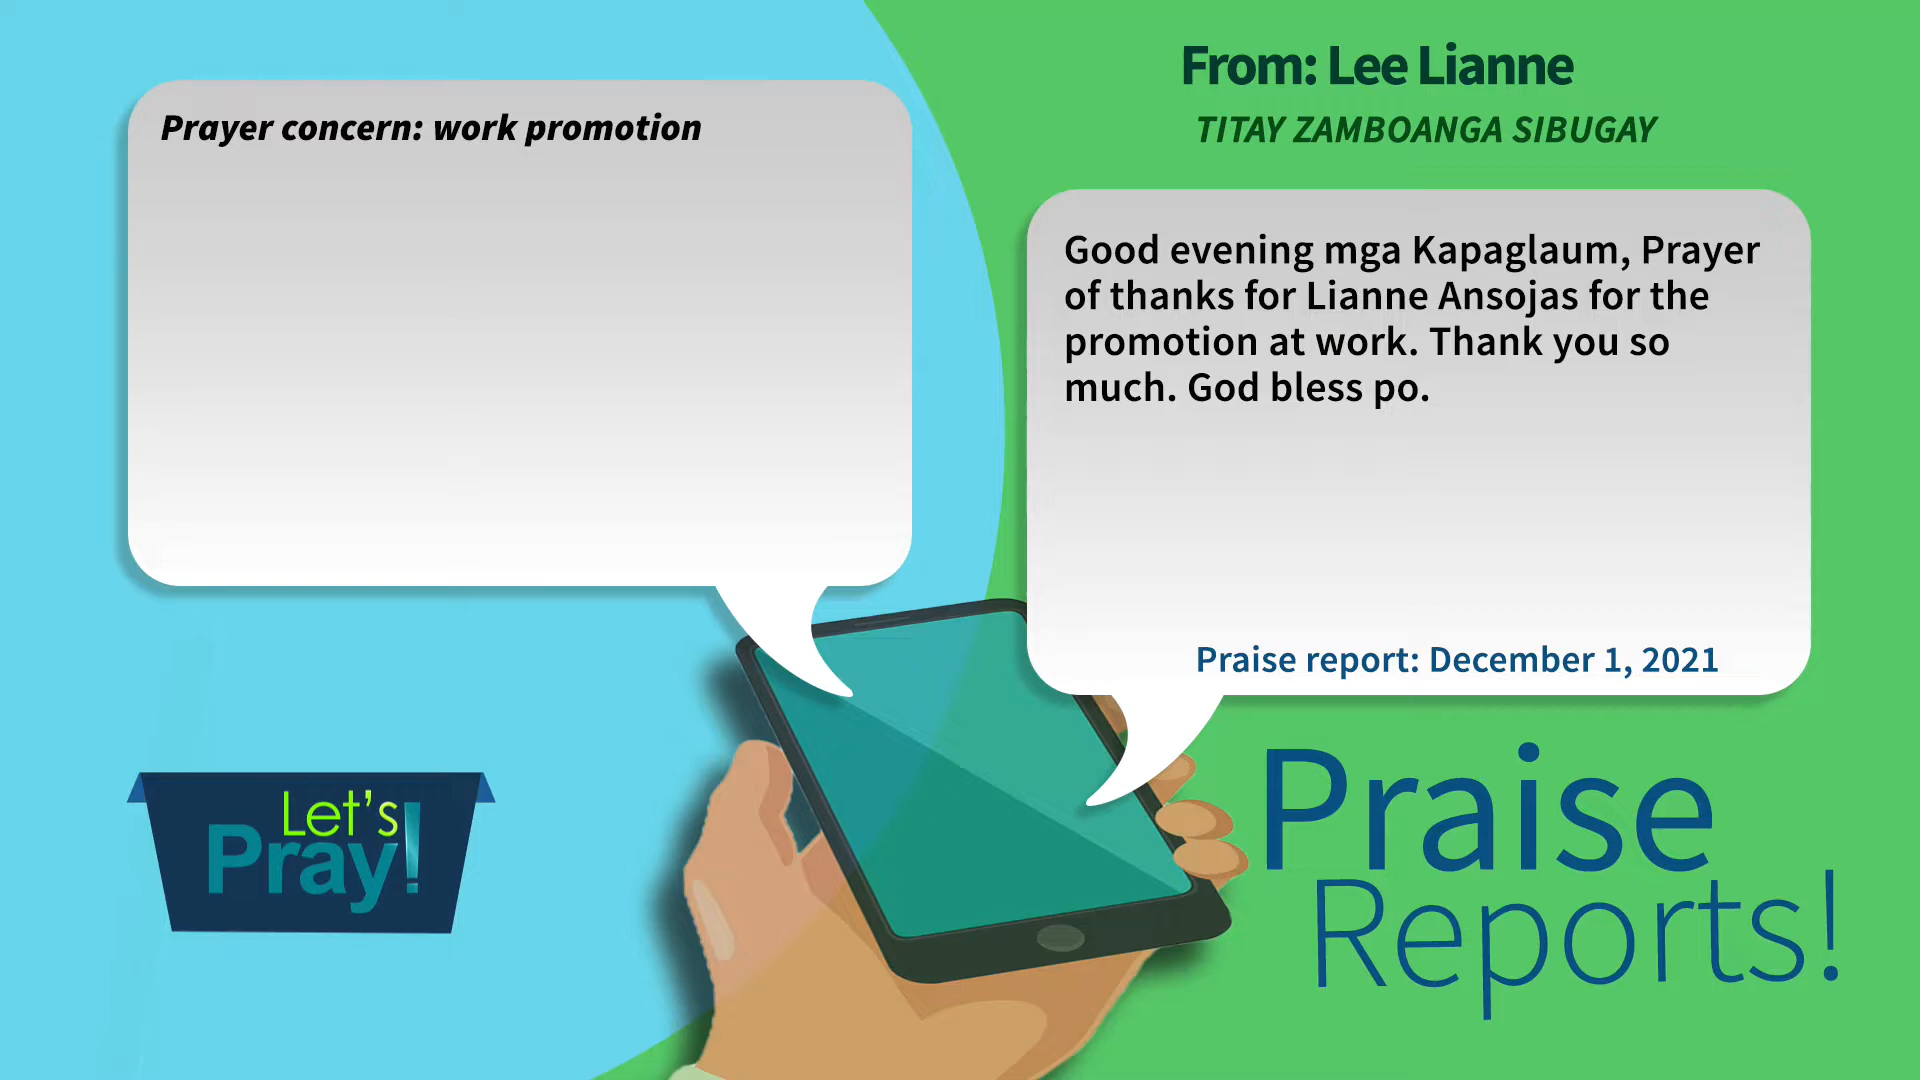 Prayer concern: work promotion
From: Lee Lianne
TITAY ZAMBOANGA SIBUGAY
Good evening mga Kapaglaum, Prayer
of thanks for Lianne Ansojas for the
promotion at work. Thank you so
much. God bless po.
Praise report: December 1, 2021
Let's
Pray!
Praise
Reports!